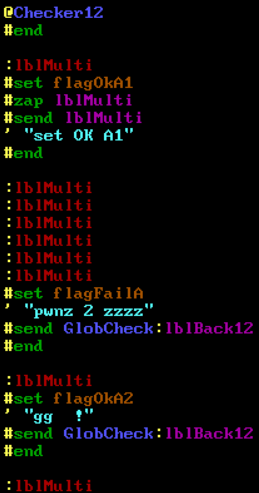 @Checker12
#end

:lblMulti
#set flagOkA1
#zap lblMulti
#send lblMulti
' "set OK A1"
#end

:lblMulti
:lblMulti
:lblMulti
:lblMulti
:lblMulti
:lblMulti
#set flagFailA
' "pwnz 2 zzzz"
#send GlobCheck:lblBack12
#end

:lblMulti
#set flagOkA2
' "gg  !"
#send GlobCheck:lblBack12
#end

:lblMulti